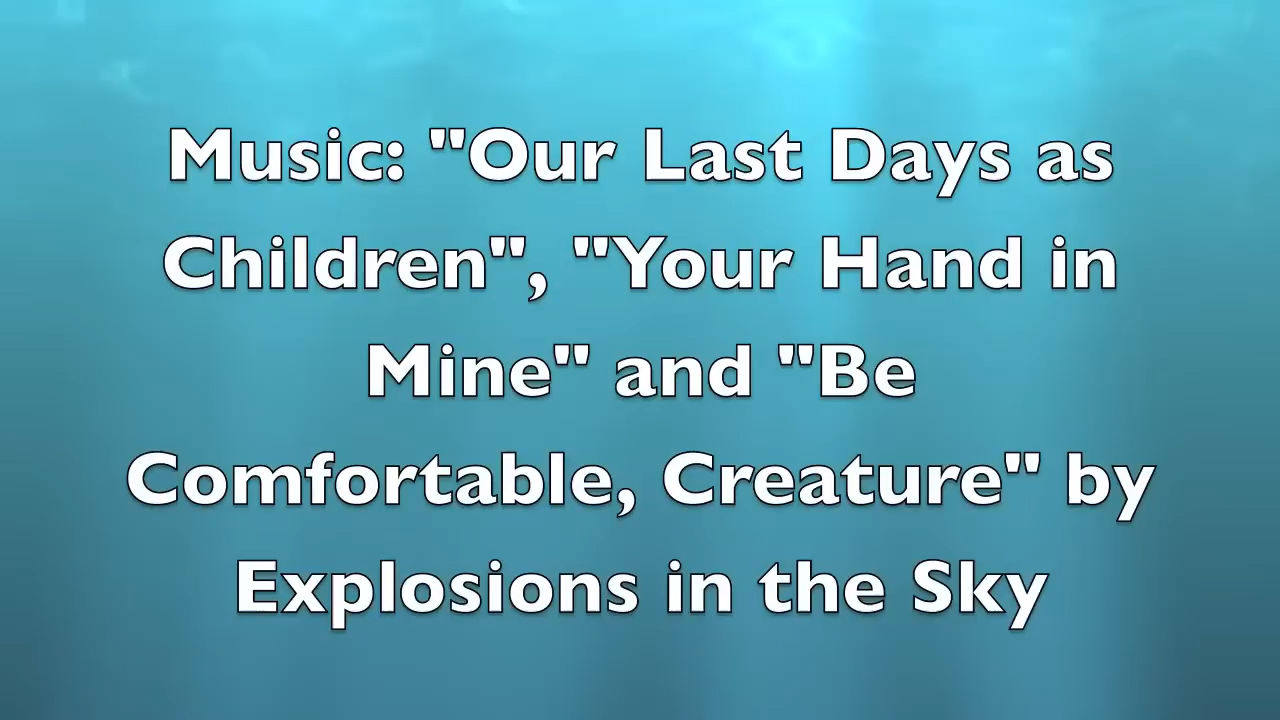 Music: "Our Last Days as
Children", "Your Hand in
Mine" and "Be
Comfortable, Creature" by
Explosions in the Sky